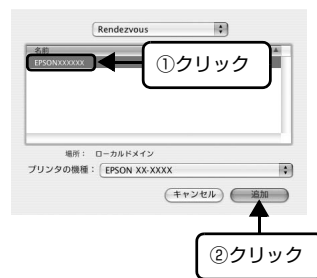 Rendezvous
名前
EPSONXXXXXX
①クリック
場所： ローカルドメイン
プリンタの機種： EPSON XX-XXXX
キャンセル 追加
②クリック